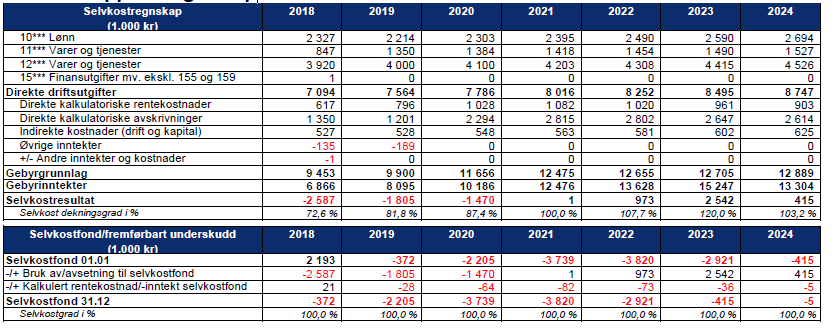 Selvkostregnskap 2018 2019 2020 2021 2022 2023 2024
(1.000 kr)
10*** Lønn 2 327 2 214 2 303 2 395 2 490 2 590 2 694
11*** Varer og tjenester 847 1 350 1 384 1 418 1 454 1 490 1 527
12*** Varer og tjenester 3 920 4 000 4 100 4 203 4 308 4 415 4 526
15*** Finansutgifter mv. ekskl. 155 og 159 1 0 0 0 0 0 0
Direkte driftsutgifter 7 094 7 564 7 786 8 016 8 252 8 495 8 747
Direkte kalkulatoriske rentekostnader 617 796 1 028 1 082 1 020 961 903
Direkte kalkulatoriske avskrivninger 1 350 1 201 2 294 2 815 2 802 2 647 2 614
Indirekte kostnader (drift og kapital) 527 528 548 563 581 602 625
Øvrige inntekter -135 -189 0 0 0 0 0
+/- Andre inntekter og kostnader -1 0 0 0 0 0 0
Gebyrgrunnlag 9 453 9 900 11 656 12 475 12 655 12 705 12 889
Gebyrinntekter 6 866 8 095 10 186 12 476 13 628 15 247 13 304
Selvkostresultat -2 587 -1 805 -1 470 1 973 2 542 415
Selvkost dekningsgrad i % 72,6 % 81,8 % 87,4 % 100,0 % 107,7 % 120,0 % 103,2 %
Selvkostfond/fremførbart underskudd 2018 2019 2020 2021 2022 2023 2024
(1.000 kr)
Selvkostfond 01.01 2 193 -372 -2 205 -3 739 -3 820 -2 921 -415
-/+ Bruk av/avsetning til selvkostfond -2 587 -1 805 -1 470 1 973 2 542 415
-/+ Kalkulert rentekostnad/-inntekt selvkostfond 21 -28 -64 -82 -73 -36 -5
Selvkostfond 31.12 -372 -2 205 -3 739 -3 820 -2 921 -415 -5
Selvkostgrad i % 100,0 % 100,0 % 100,0 % 100,0 % 100,0 % 100,0 % 100,0 %